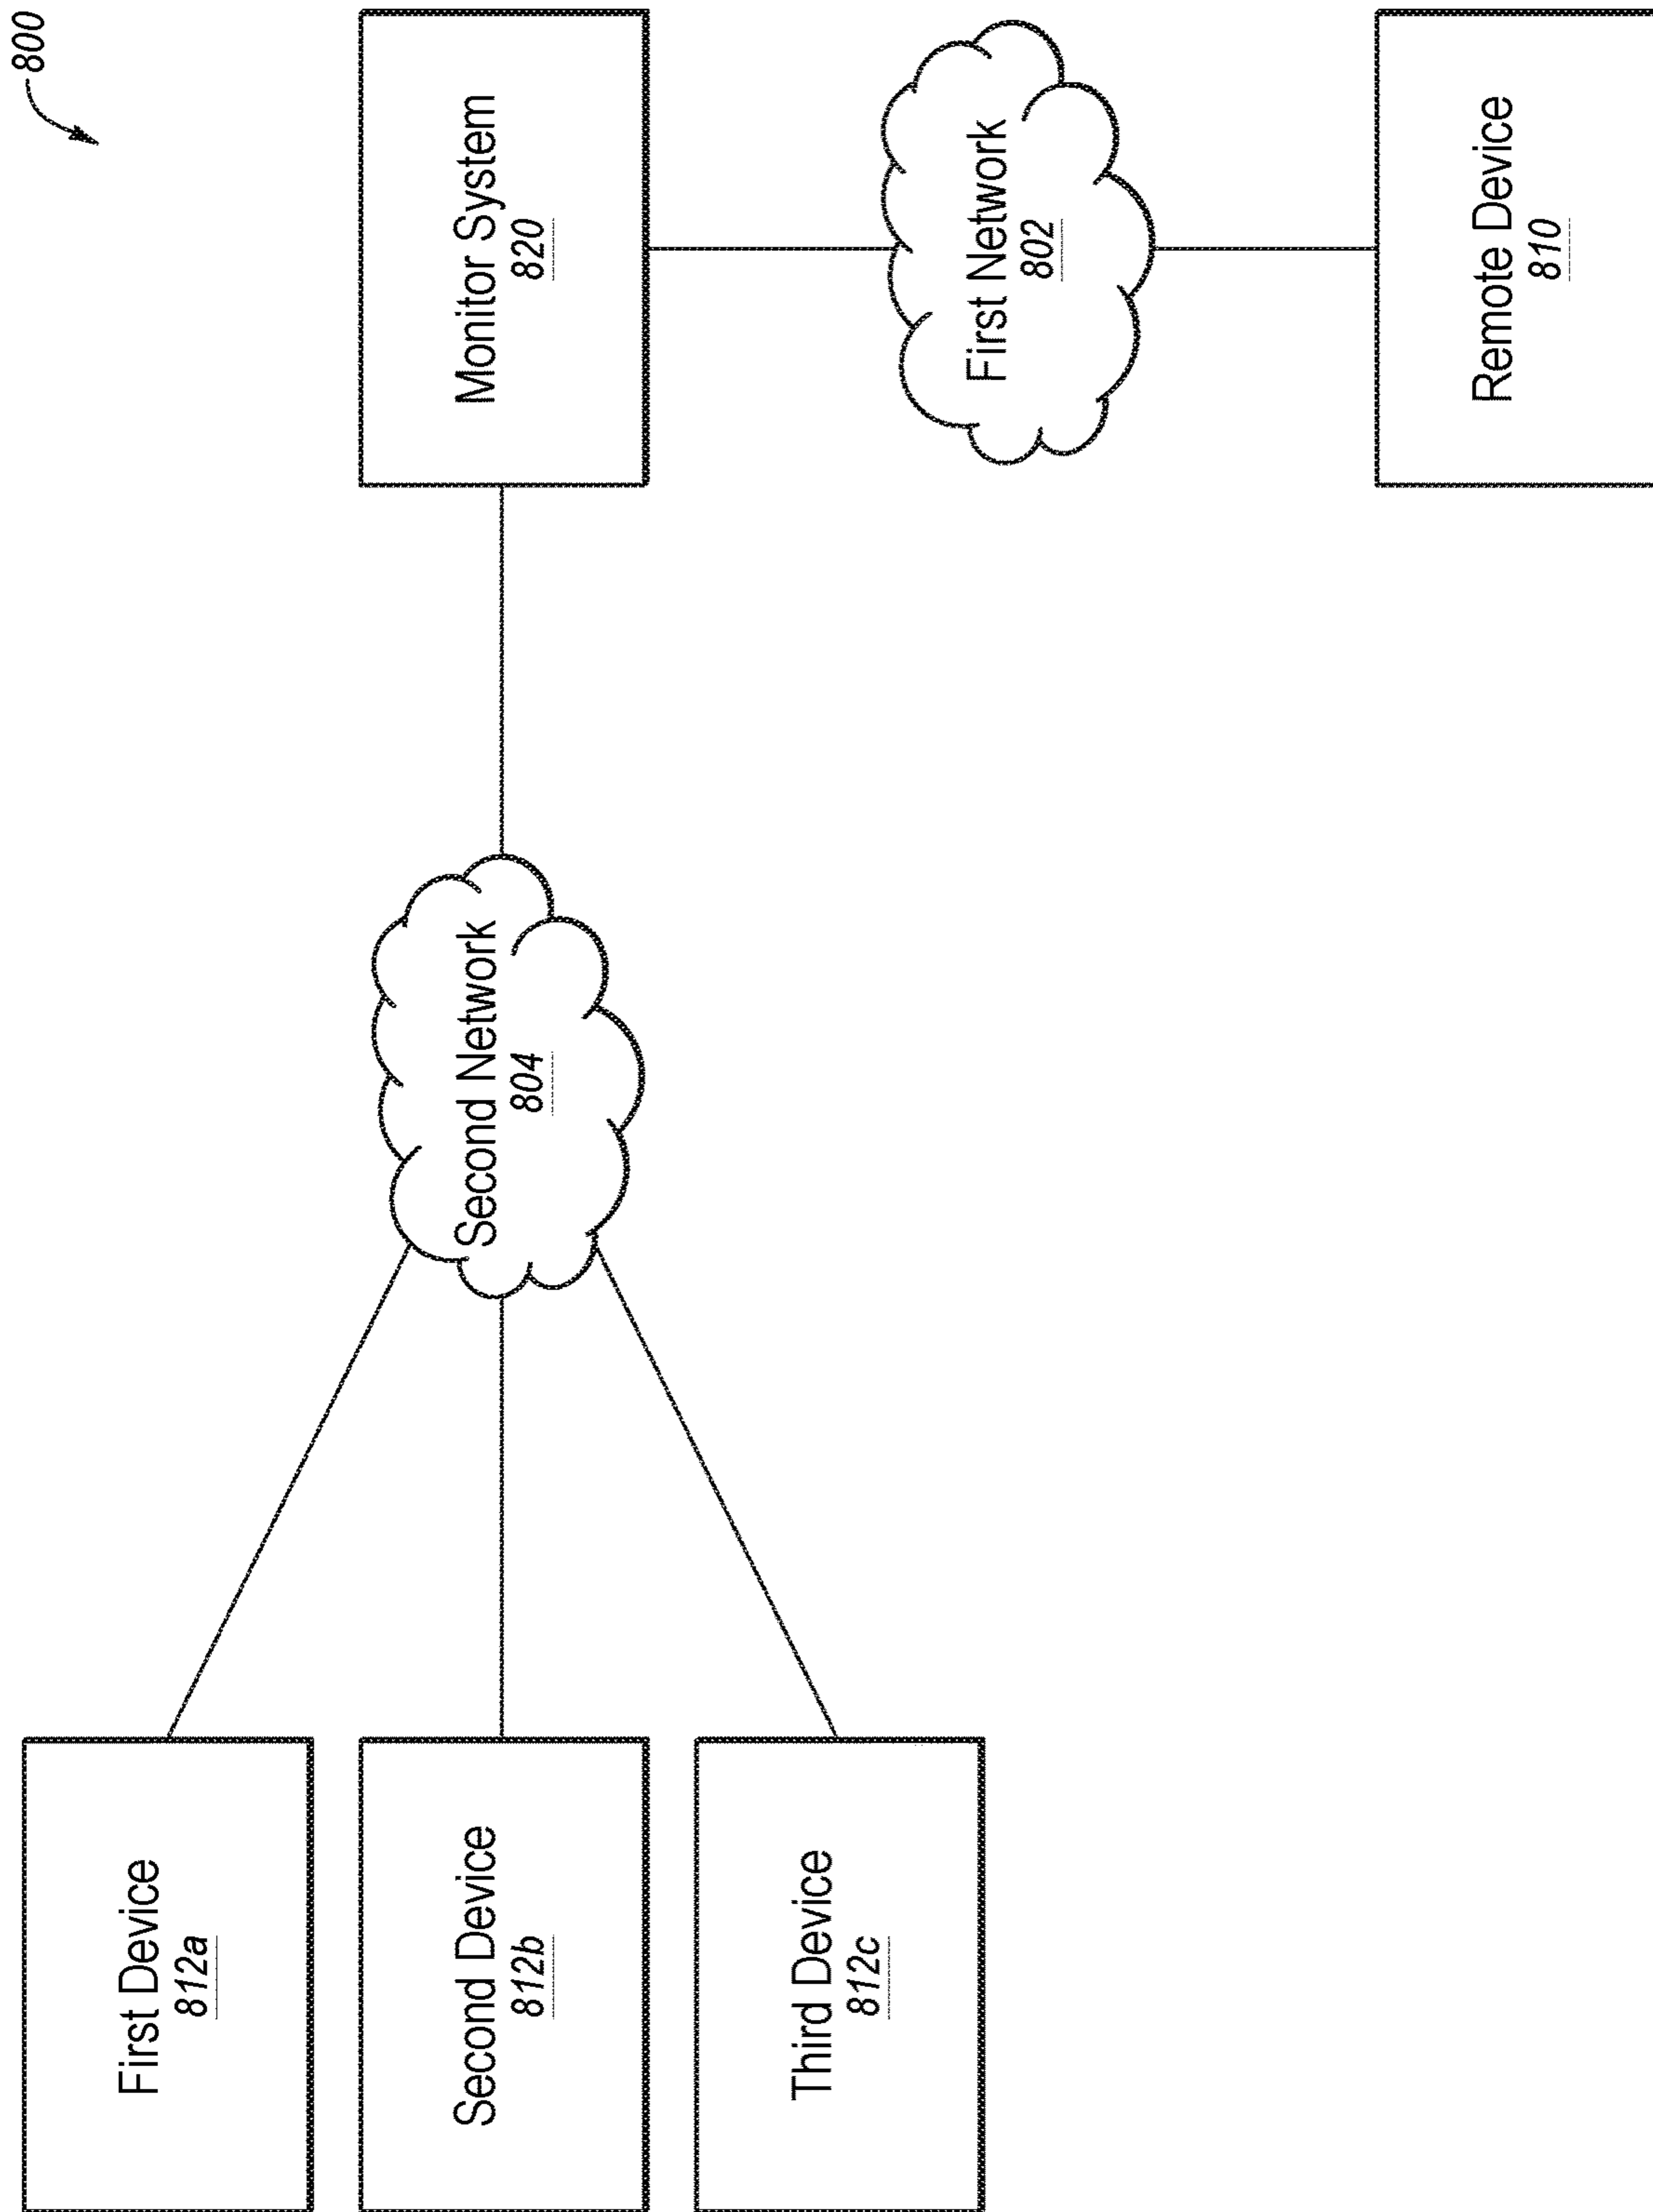 800
First Device
812a
Second Device
812b
Third Device
812c
Second Network
804
Monitor System
820
First Network
802
Remote Device
810